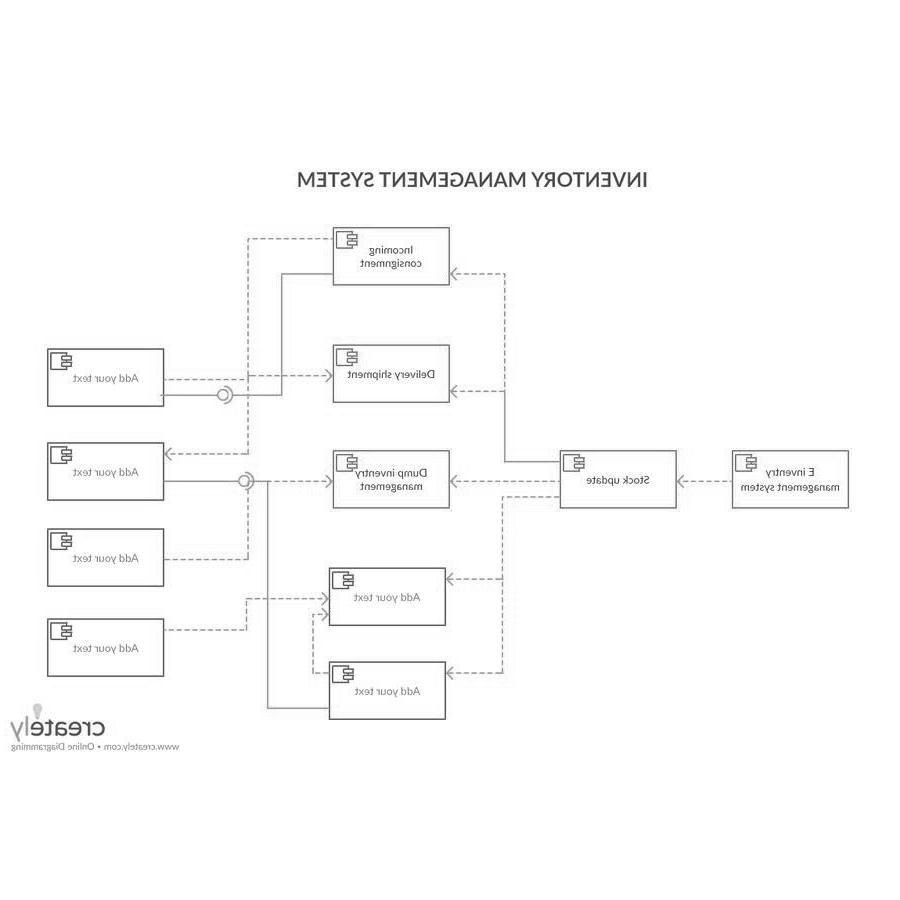 INVENTORY MANAGEMENT SYSTEM
Incoming
consignment
Delivery shipment
Dump inventry
management
Add your text
Add your text
Stock update
E inventry
management system
Add your text
Add your text
Add your text
Add your text
creately
www.creately.com • Online Diagramming